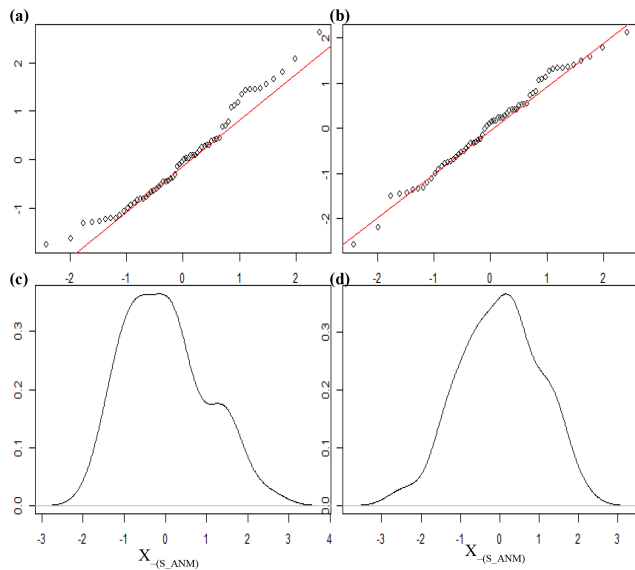 (a) (b)
2 1 0 -1
2 1 0 -1 -2
-2 -1 0 1 2
-2 -1 0 1 2
(c) (d)
0.3 0.2 0.1 0.0
0.3 0.2 0.1 0.0
-3 -2 -1 0 1 2 3 4
-3 -2 -1 0 1 2 3
X-(S_ANM) X-(S_ANM)